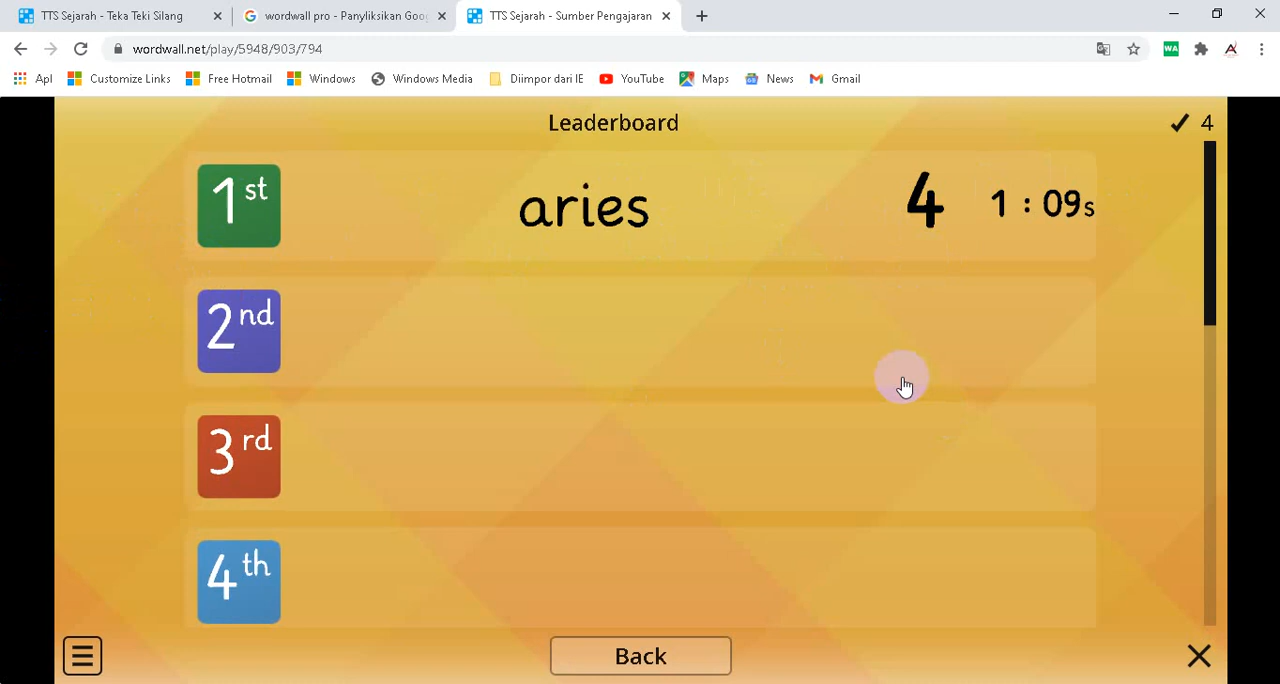 TTS Sejarah - Teka Teki Silang
wordwall pro - Panyliksikan Goo
TTS Sejarah - Sumber Pengajaran
wordwall.net/play/5948/903/794
WA
Apl Customize Links Free Hotmail Windows Windows Media Diimpor dari IE YouTube Maps News Gmail
Leaderboard
4
1st aries 4 1 : 09s
2nd
3rd
4th
Back